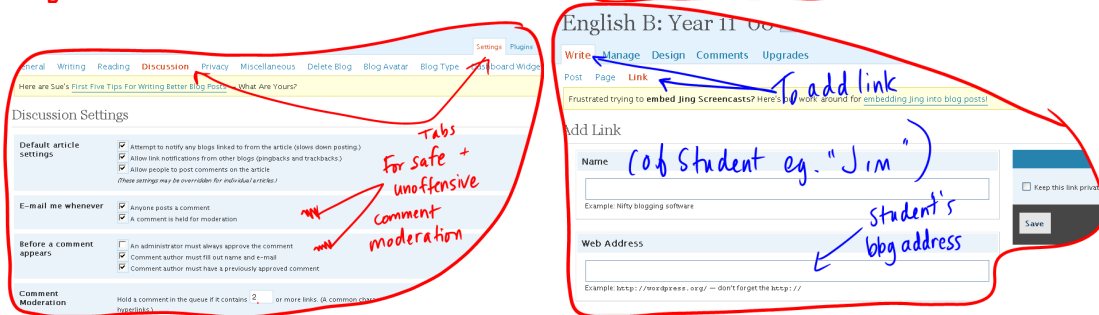 Settings Plugins
eneral Writing Reading Discussion Privacy Miscellaneous Delete Blog Blog Avatar Blog Type Dashboard Widge
Here are Sue's First Five Tips For Writing Better Blog Posts - What Are Yours?
Discussion Settings
Default article settings
Attempt to notify any blogs linked to from the article (slows down posting.)
Allow link notifications from other blogs (pingbacks and trackbacks.)
Allow people to post comments on the article
(These settings may be overridden for individual articles.)
E-mail me whenever
Anyone posts a comment
A comment is held for moderation
Before a comment appears
An administrator must always approve the comment
Comment author must fill out name and e-mail
Comment author must have a previously approved comment
Comment Moderation
Hold a comment in the queue if it contains 2 or more links. (A common
hyperlinks.)
Tabs
For safe +
unoffensive
comment
moderation
English B: Year 11
Write Manage Design Comments Upgrades
Post Page Link
To add link
Frustrated trying to embed Jing Screencasts? Here's our work around for embedding Jing into blog posts!
Add Link
Name
(of Student eg. "Jim")
Example: Nifty blogging software
Web Address
student's
blog address
Example: http://wordpress.org/ — don't forget the http://
Keep this link privat
Save